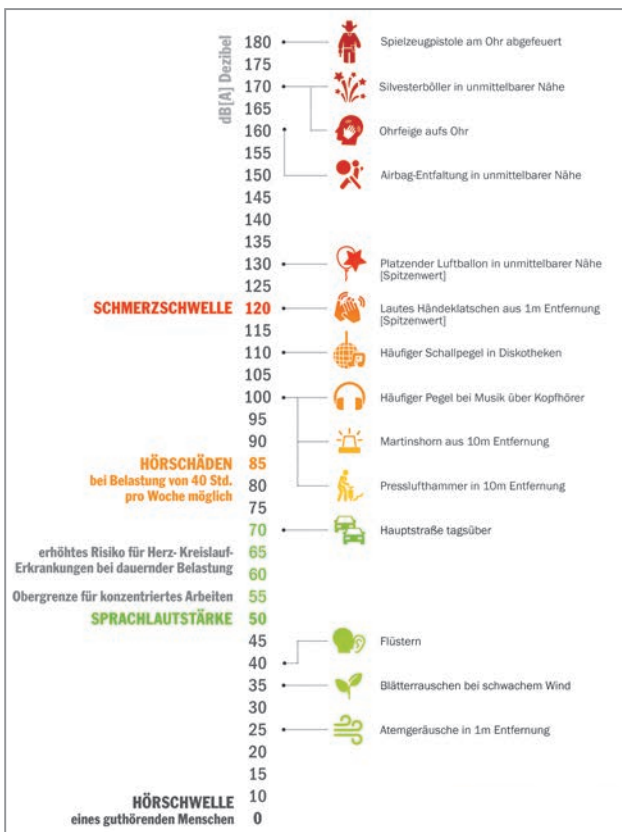 dB[A] Dezibel
180 Spielzeugpistole am Ohr abgefeuert
175
170 Silvesterböller in unmittelbarer Nähe
165
160 Ohrfeige aufs Ohr
155
150 Airbag-Entfaltung in unmittelbarer Nähe
145
140
135
130 Platzender Luftballon in unmittelbarer Nähe
[Spitzenwert]
125
SCHMERZSCHWELLE 120 Lautes Händeklatschen aus 1m Entfernung
[Spitzenwert]
115
110 Häufiger Schallpegel in Diskotheken
105
100 Häufiger Pegel bei Musik über Kopfhörer
95
90 Martinshorn aus 10m Entfernung
HÖRSCHÄDEN 85
bei Belastung von 40 Std.
pro Woche möglich
80 Presslufthammer in 10m Entfernung
75
70 Hauptstraße tagsüber
erhötes Risiko für Herz- Kreislauf- 65
Erkrankungen bei dauernder Belastung
60
Obergrenze für konzentriertes Arbeiten 55
SPRACHLAUTSTÄRKE 50
45 Flüstern
40
35 Blätterrauschen bei schwachem Wind
30
25 Atemgeräusche in 1m Entfernung
20
15
HÖRSCHWELLE 10
eines guthörenden Menschen 0